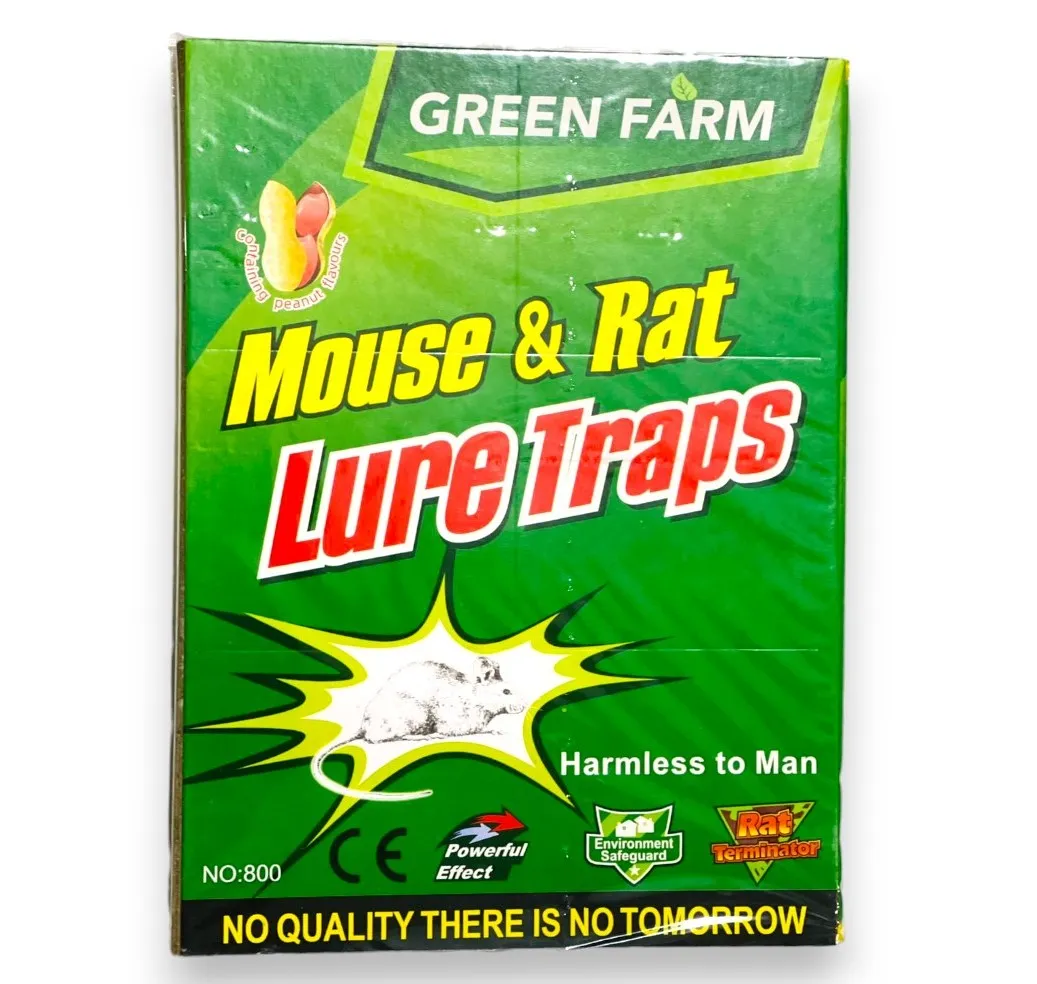 GREEN FARM
containing peanut flavours
Mouse & Rat
Lure Traps
Harmless to Man
NO:800
CE
Powerful
Effect
Environment
Safeguard
Rat
Terminator
NO QUALITY THERE IS NO TOMORROW